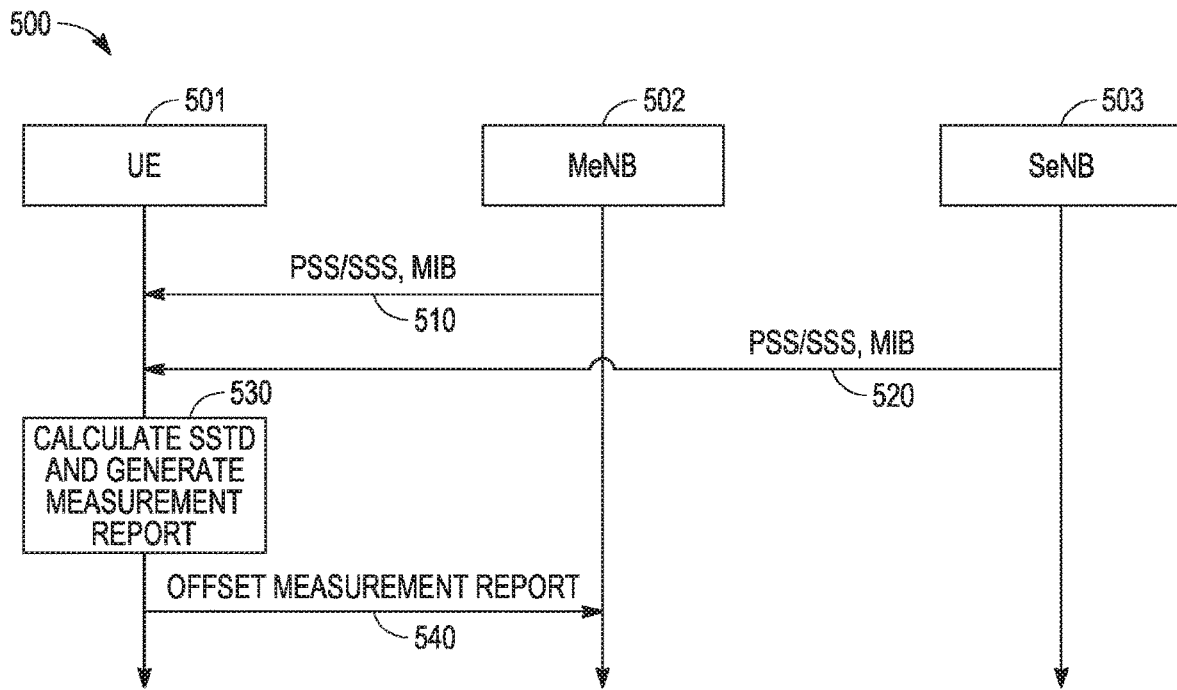 500
501
502
503
UE
MeNB
SeNB
PSS/SSS, MIB
510
PSS/SSS, MIB
520
530
CALCULATE SSTD
AND GENERATE
MEASUREMENT
REPORT
OFFSET MEASUREMENT REPORT
540